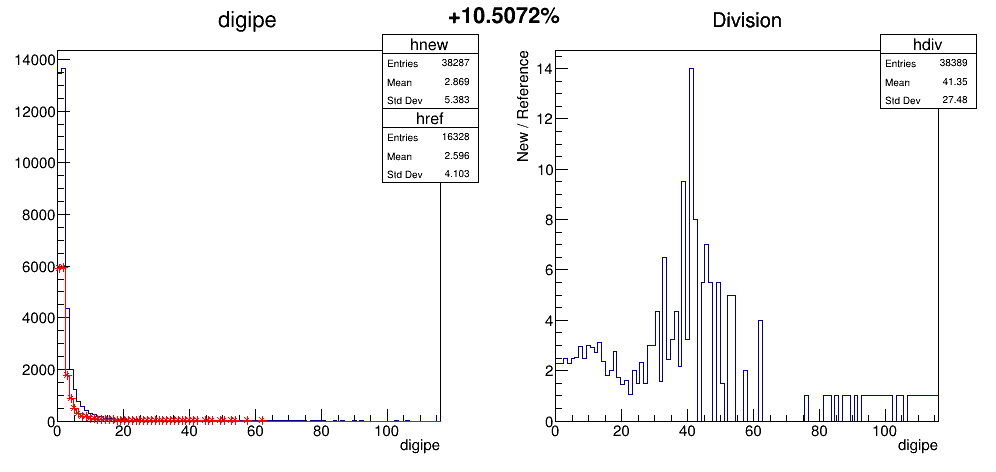 +10.5072%
digipe
hnew
Entries 38287
Mean 2.869
Std Dev 5.383
href
Entries 16328
Mean 2.596
Std Dev 4.103
14000
12000
10000
8000
6000
4000
2000
0
0 20 40 60 80 100
digipe
Division
hdiv
Entries 38389
Mean 41.35
Std Dev 27.48
New / Reference
14
12
10
8
6
4
2
0
0 20 40 60 80 100
digipe